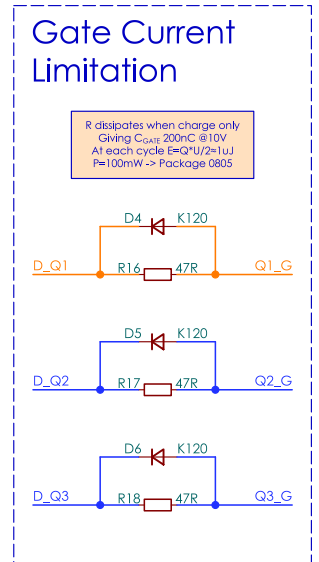 Gate Current
Limitation
R dissipates when charge only
Giving CGATE 200nC @10V
At each cycle E=Q*U/2≈1uJ
P=100mW -> Package 0805
D4 K120
D_Q1 R16 47R Q1_G
D5 K120
D_Q2 R17 47R Q2_G
D6 K120
D_Q3 R18 47R Q3_G